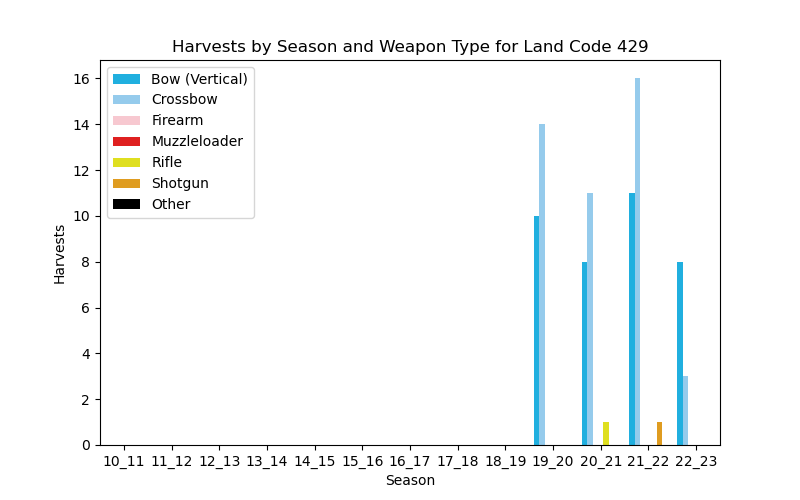 Harvests by Season and Weapon Type for Land Code 429
Bow (Vertical)
Crossbow
Firearm
Muzzleloader
Rifle
Shotgun
Other
16
14
12
10
8
6
4
2
0
Harvests
10_11 11_12 12_13 13_14 14_15 15_16 16_17 17_18 18_19 19_20 20_21 21_22 22_23
Season